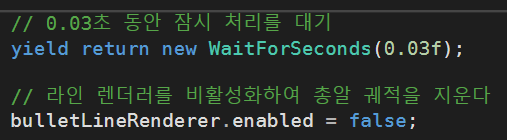 // 0.03초 동안 잠시 처리를 대기
yield return new WaitForSeconds(0.03f);
// 라인 렌더러를 비활성화하여 총알 궤적을 지운다
bulletLineRenderer.enabled = false;